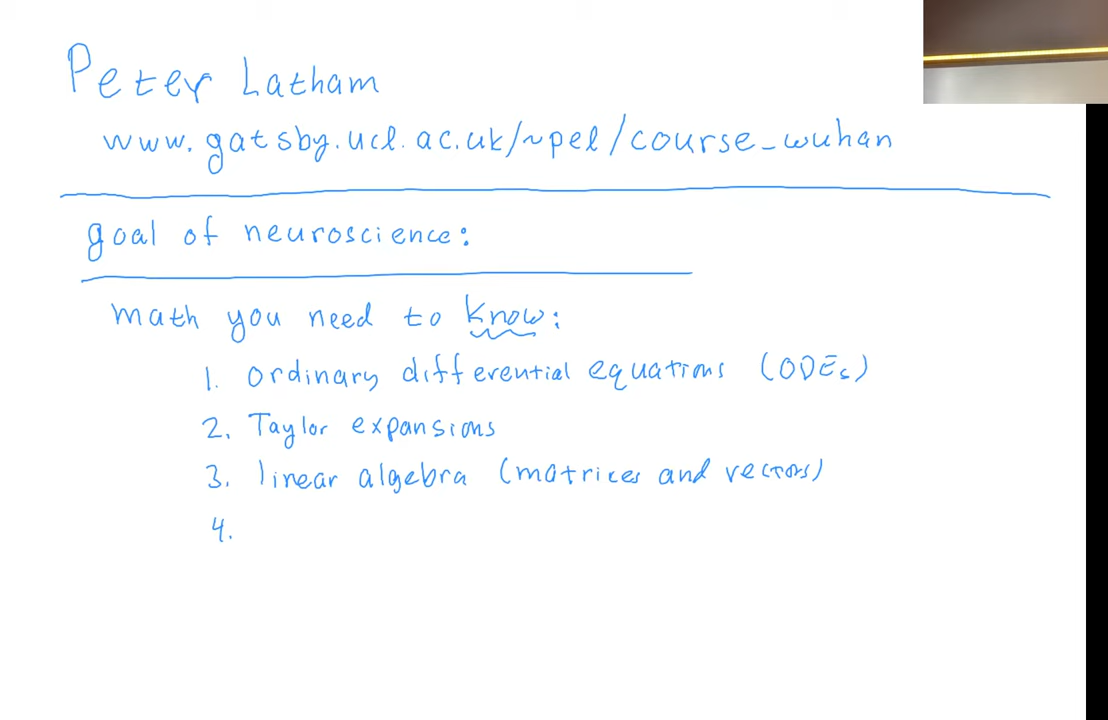 Peter Latham
www.gatsby.ucl.ac.uk/~pel/course_wuhan
goal of neuroscience:
math you need to know:
1. ordinary differential equations (ODEs)
2. Taylor expansions
3. linear algebra (matrices and vectors)
4.